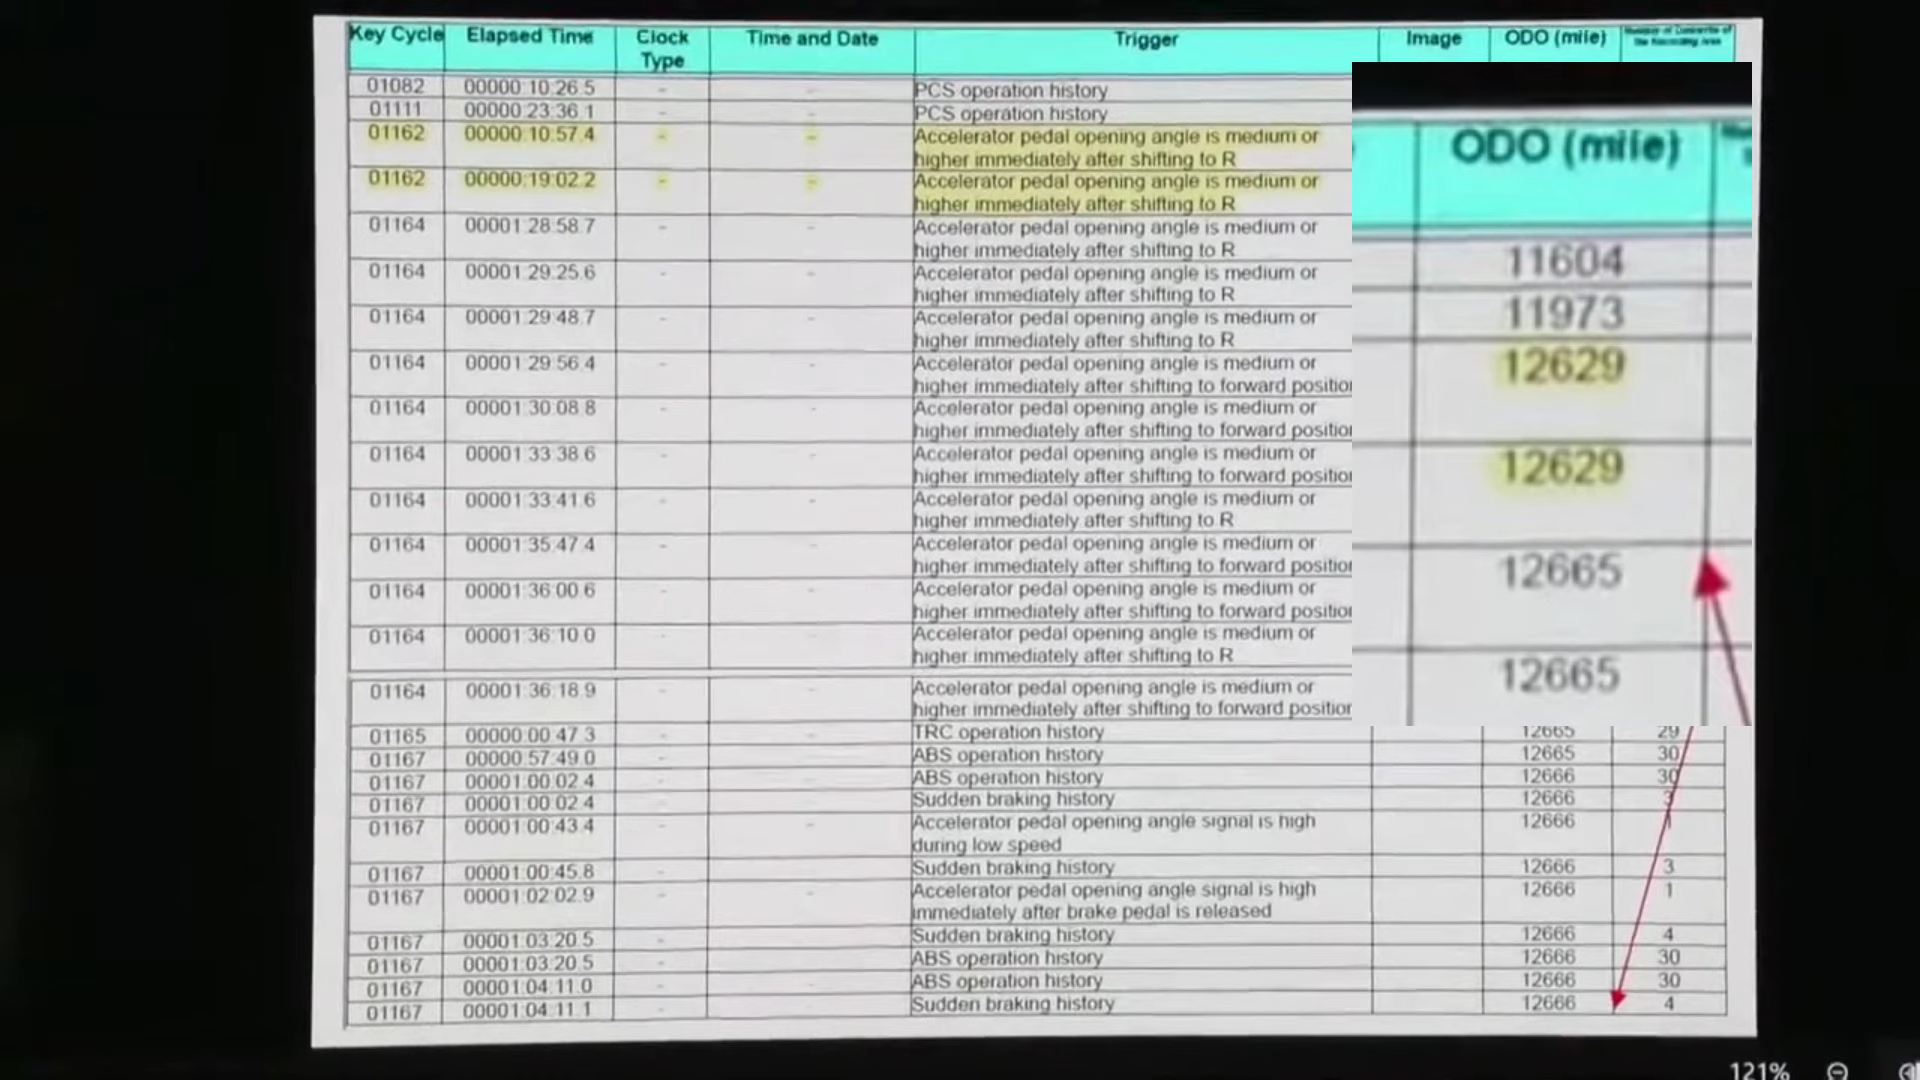 Key Cycle Elapsed Time Clock Type Time and Date Trigger Image ODO (mile)
01082 00000:10:26.5 - - PCS operation history
01111 00000:23:36.1 - - PCS operation history
01162 00000:10:57.4 - - Accelerator pedal opening angle is medium or
higher immediately after shifting to R
01162 00000:19:02.2 - - Accelerator pedal opening angle is medium or
higher immediately after shifting to R
01164 00001:28:58.7 - - Accelerator pedal opening angle is medium or
higher immediately after shifting to R
01164 00001:29:25.6 - - Accelerator pedal opening angle is medium or
higher immediately after shifting to R
01164 00001:29:48.7 - - Accelerator pedal opening angle is medium or
higher immediately after shifting to R
01164 00001:29:56.4 - - Accelerator pedal opening angle is medium or
higher immediately after shifting to forward position
01164 00001:30:08.8 - - Accelerator pedal opening angle is medium or
higher immediately after shifting to forward position
01164 00001:33:38.6 - - Accelerator pedal opening angle is medium or
higher immediately after shifting to forward position
01164 00001:33:41.6 - - Accelerator pedal opening angle is medium or
higher immediately after shifting to R
01164 00001:35:47.4 - - Accelerator pedal opening angle is medium or
higher immediately after shifting to forward position
01164 00001:36:00.6 - - Accelerator pedal opening angle is medium or
higher immediately after shifting to forward position
01164 00001:36:10.0 - - Accelerator pedal opening angle is medium or
higher immediately after shifting to R
01164 00001:36:18.9 - - Accelerator pedal opening angle is medium or
higher immediately after shifting to forward position
01165 00000:00:47.3 - - TRC operation history 12665 29
01167 00000:57:49.0 - - ABS operation history 12665 30
01167 00001:00:02.4 - - ABS operation history 12666 30
01167 00001:00:02.4 - - Sudden braking history 12666 3
01167 00001:00:43.4 - - Accelerator pedal opening angle signal is high 12666 1
during low speed
01167 00001:00:45.8 - - Sudden braking history 12666 3
01167 00001:02:02.9 - - Accelerator pedal opening angle signal is high 12666 1
immediately after brake pedal is released
01167 00001:03:20.5 - - Sudden braking history 12666 4
01167 00001:03:20.5 - - ABS operation history 12666 30
01167 00001:04:11.0 - - ABS operation history 12666 30
01167 00001:04:11.1 - - Sudden braking history 12666 4
ODO (mile)
11604
11973
12629
12629
12665
12665
121%